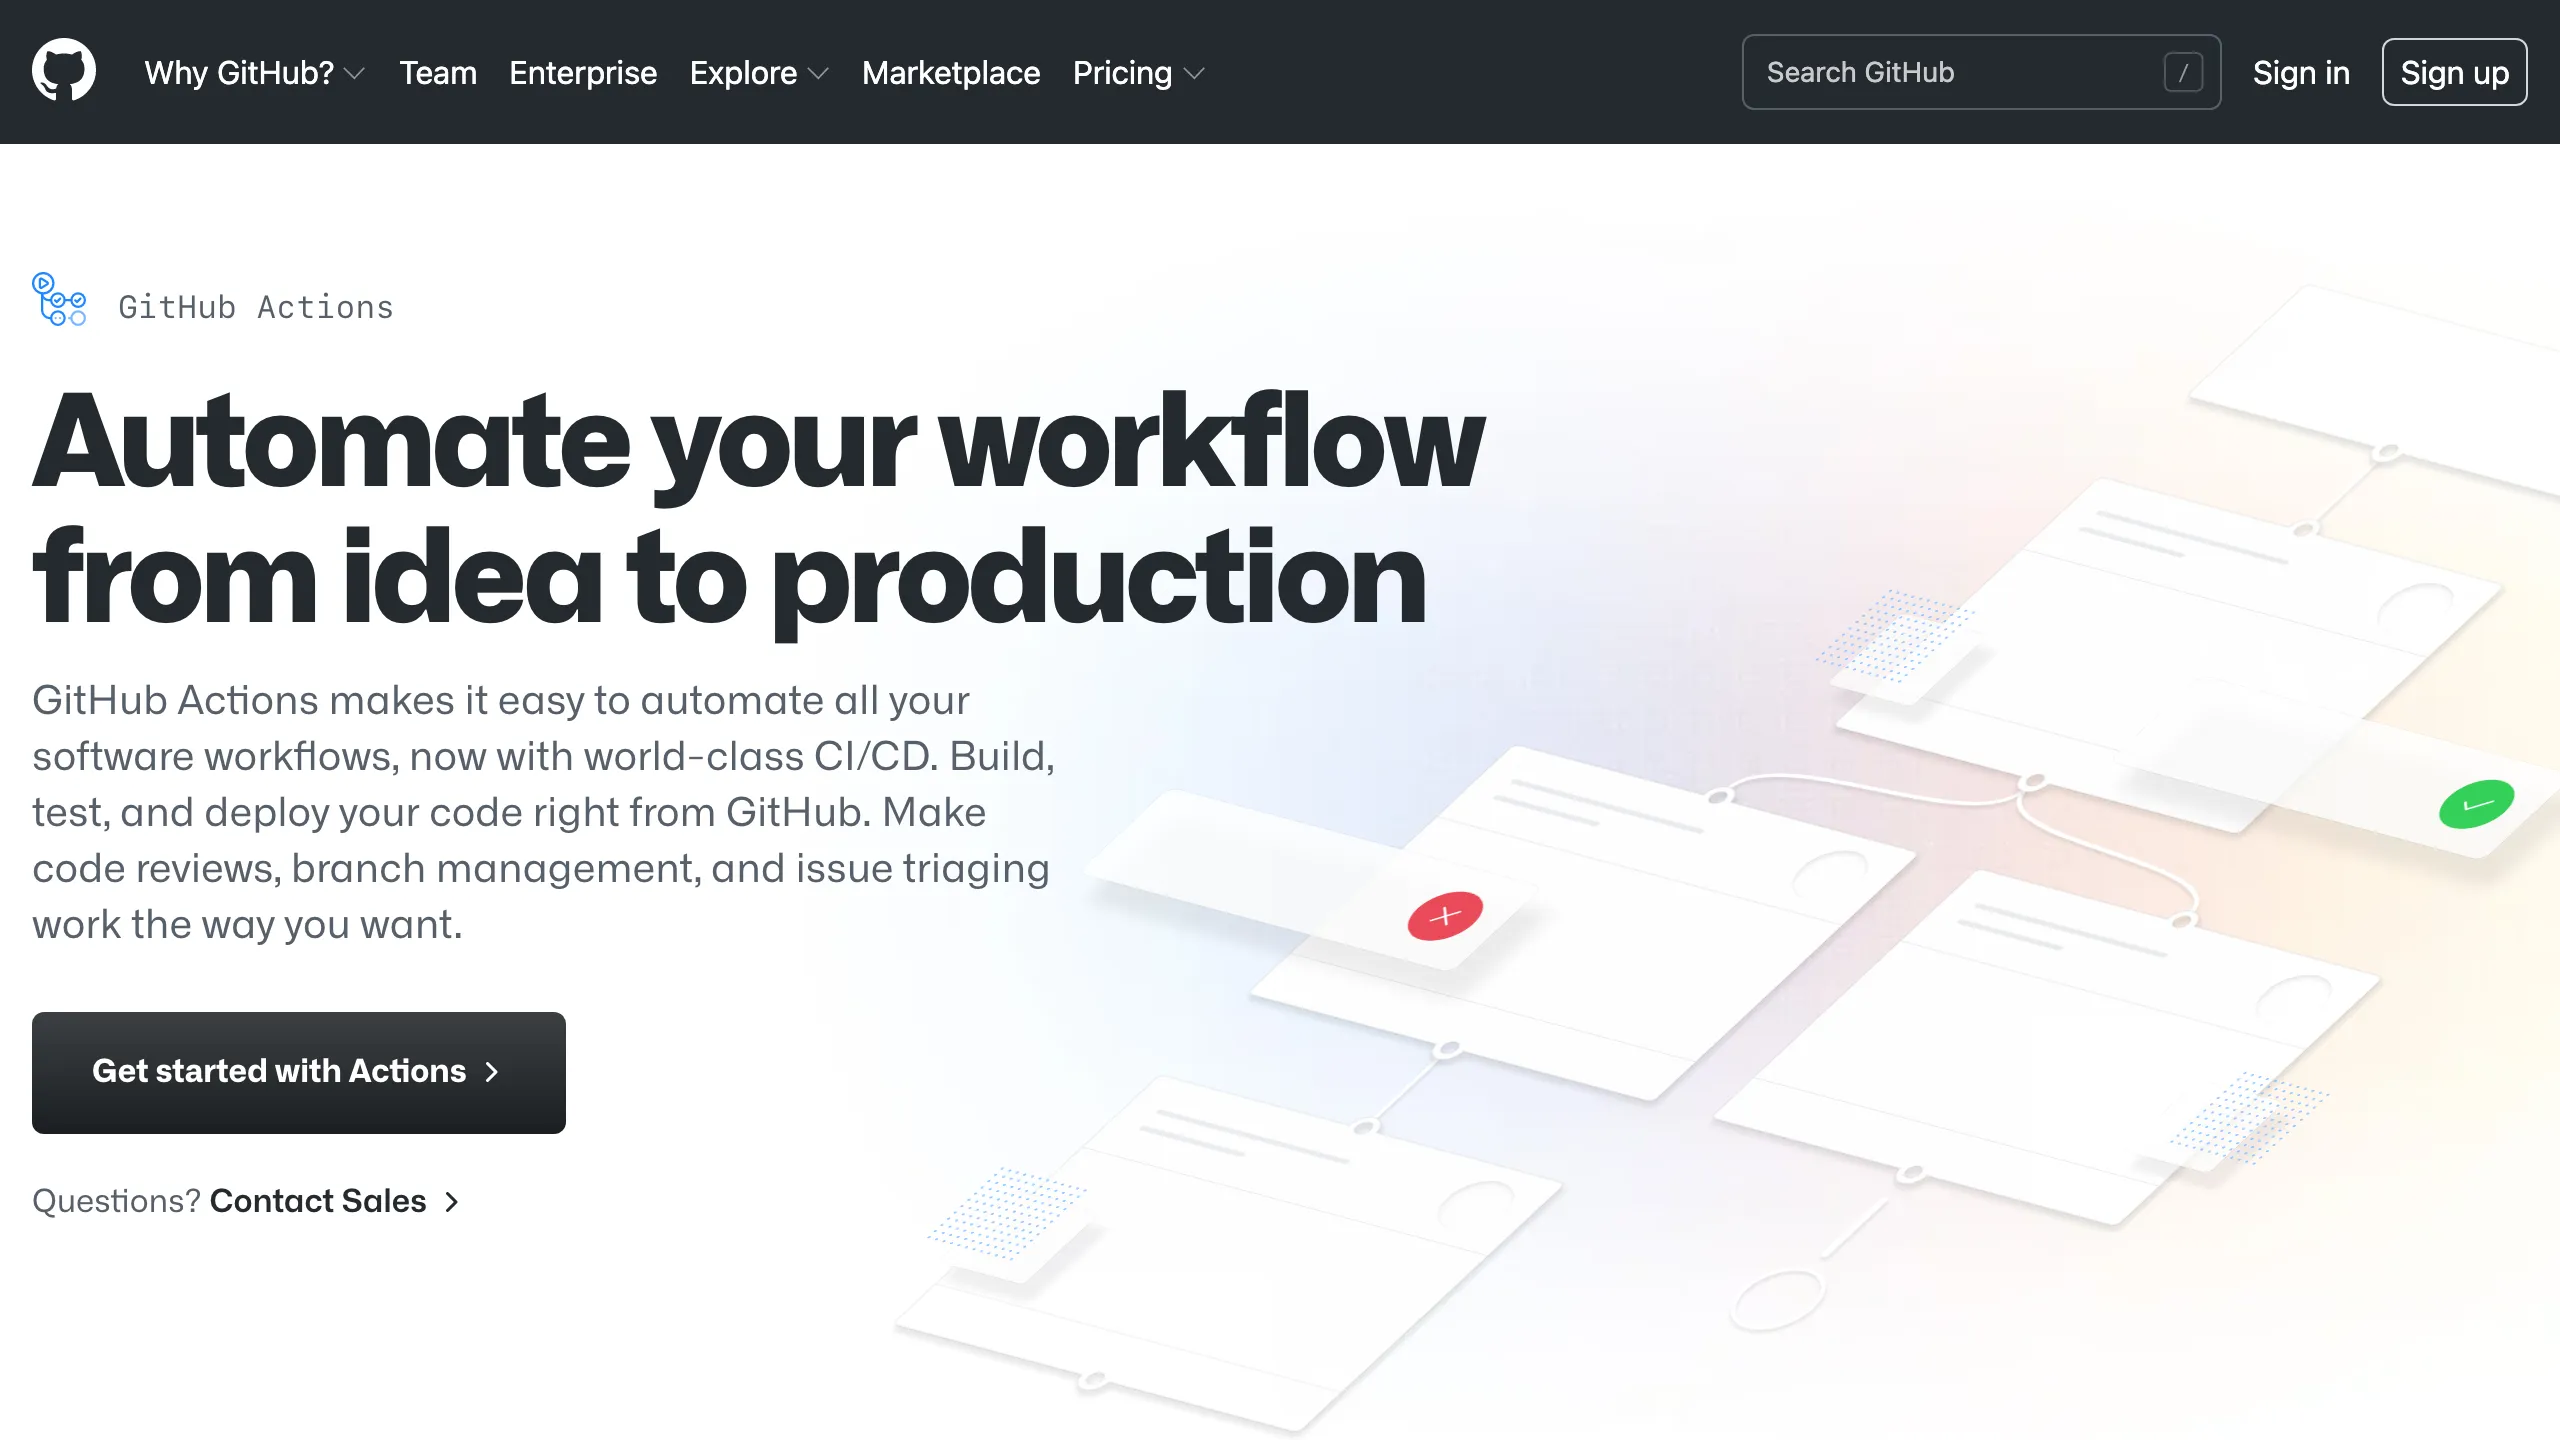 Why GitHub? Team Enterprise Explore Marketplace Pricing Search GitHub / Sign in Sign up
GitHub Actions
Automate your workflow
from idea to production
GitHub Actions makes it easy to automate all your
software workflows, now with world-class CI/CD. Build,
test, and deploy your code right from GitHub. Make
code reviews, branch management, and issue triaging
work the way you want.
Get started with Actions
Questions? Contact Sales